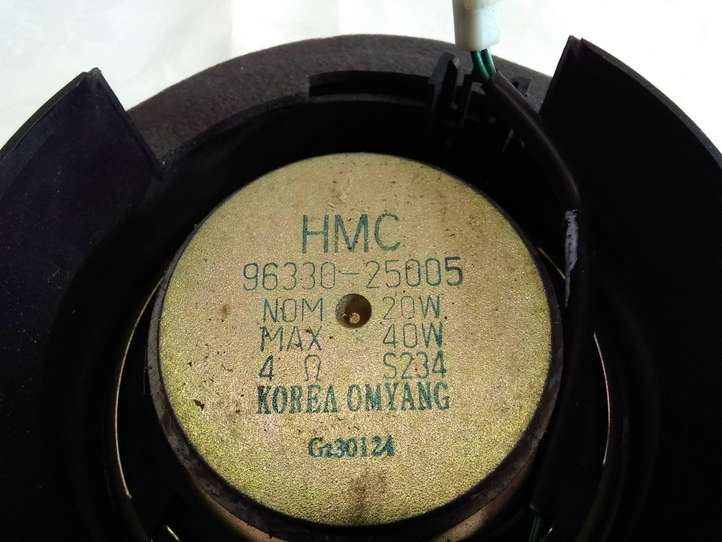 HMC
96330-25005
NOM 20W
MAX 40W
4 Ω S234
KOREA OMYANG
G230124